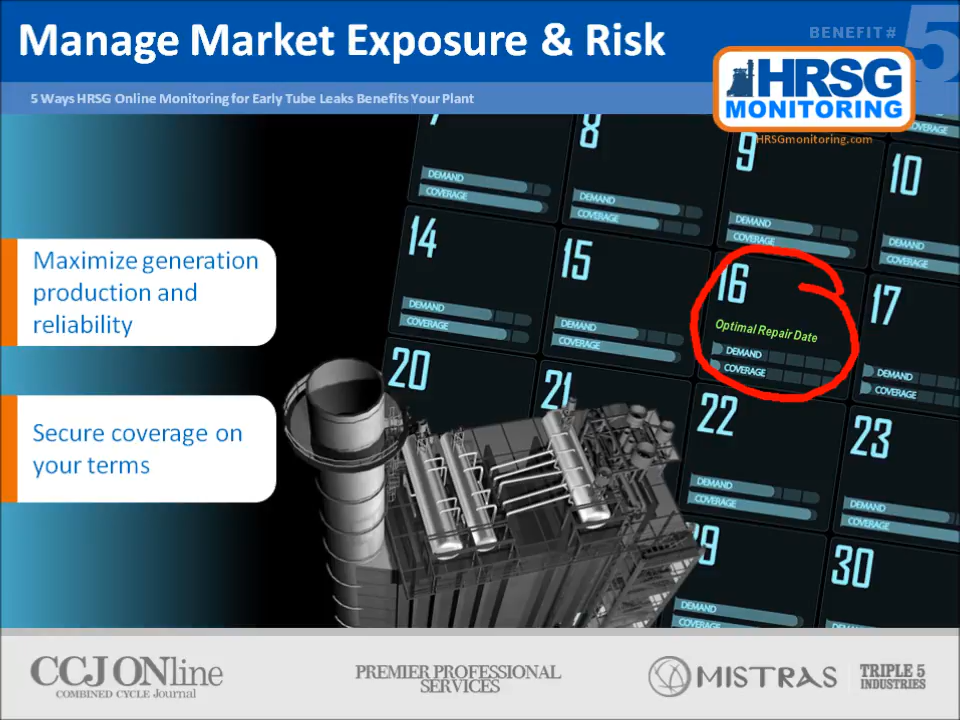 Manage Market Exposure & Risk
BENEFIT #
5
5 Ways HRSG Online Monitoring for Early Tube Leaks Benefits Your Plant
HRSG
MONITORING
HRSGmonitoring.com
7
DEMAND
COVERAGE
8
DEMAND
COVERAGE
9
DEMAND
COVERAGE
10
DEMAND
COVERAGE
COVERAGE
14
DEMAND
COVERAGE
15
DEMAND
COVERAGE
16
Optimal Repair Date
DEMAND
COVERAGE
17
DEMAND
COVERAGE
20
21
22
DEMAND
COVERAGE
23
DEMAND
COVERAGE
29
DEMAND
COVERAGE
30
DEMAND
Maximize generation
production and
reliability
Secure coverage on
your terms
CCJ ONline
COMBINED CYCLE Journal
PREMIER PROFESSIONAL
SERVICES
MISTRAS
TRIPLE 5
INDUSTRIES